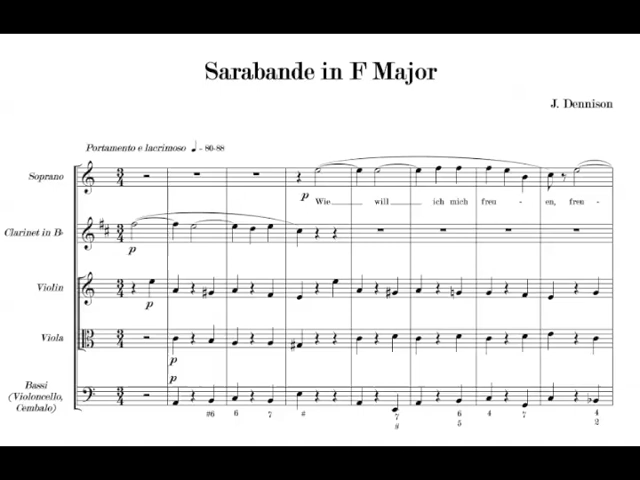 Sarabande in F Major
J. Dennison
Portamento e lacrimoso ♩ = 86-88
Soprano
p
Wie will ich mich freu - en, freu -
Clarinet in B♭
p
Violin
p
Viola
p
p
Bassi
(Violoncello,
Cembalo)